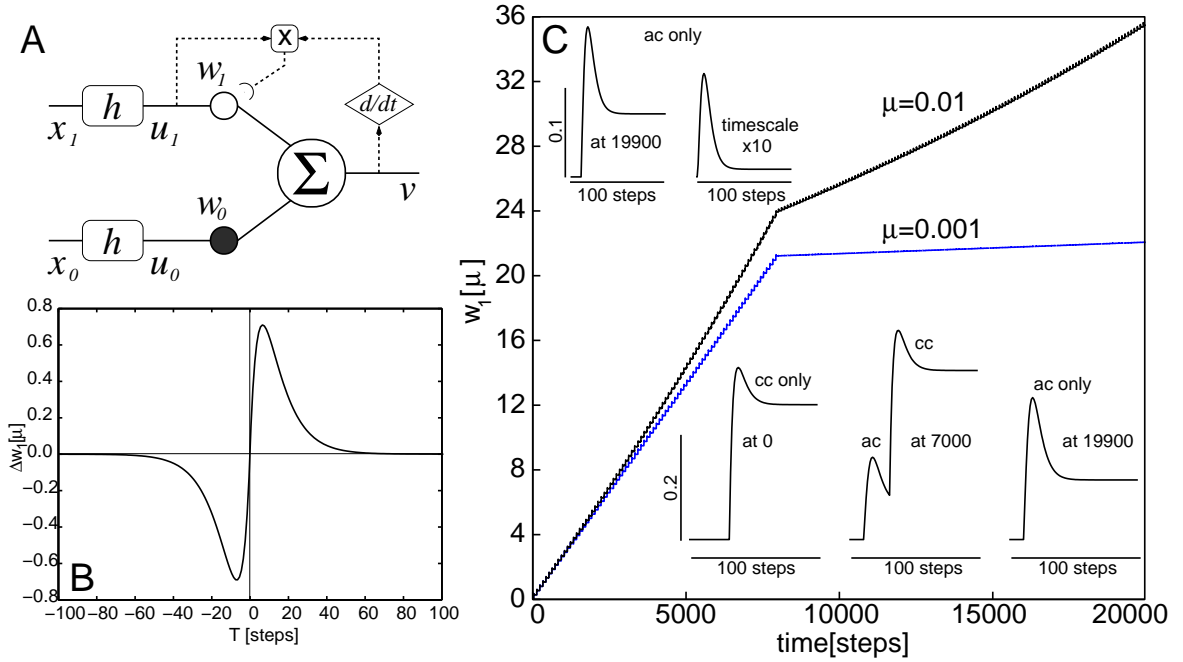 A
X
w1
h
d/dt
x1
u1
Σ
v
w0
h
x0
u0
0.8
0.6
0.4
0.2
0.0
−0.2
−0.4
−0.6
−0.8
Δw1[μ]
B
−100
−80
−60
−40
−20
0
20
40
60
80
100
T [steps]
C
36
32
28
24
20
16
12
8
4
0
w1[μ]
ac only
0.1
at 19900
100 steps
timescale
x10
100 steps
μ=0.01
μ=0.001
0.2
cc only
at 0
100 steps
cc
ac
at 7000
100 steps
ac only
at 19900
100 steps
0
5000
10000
15000
20000
time[steps]